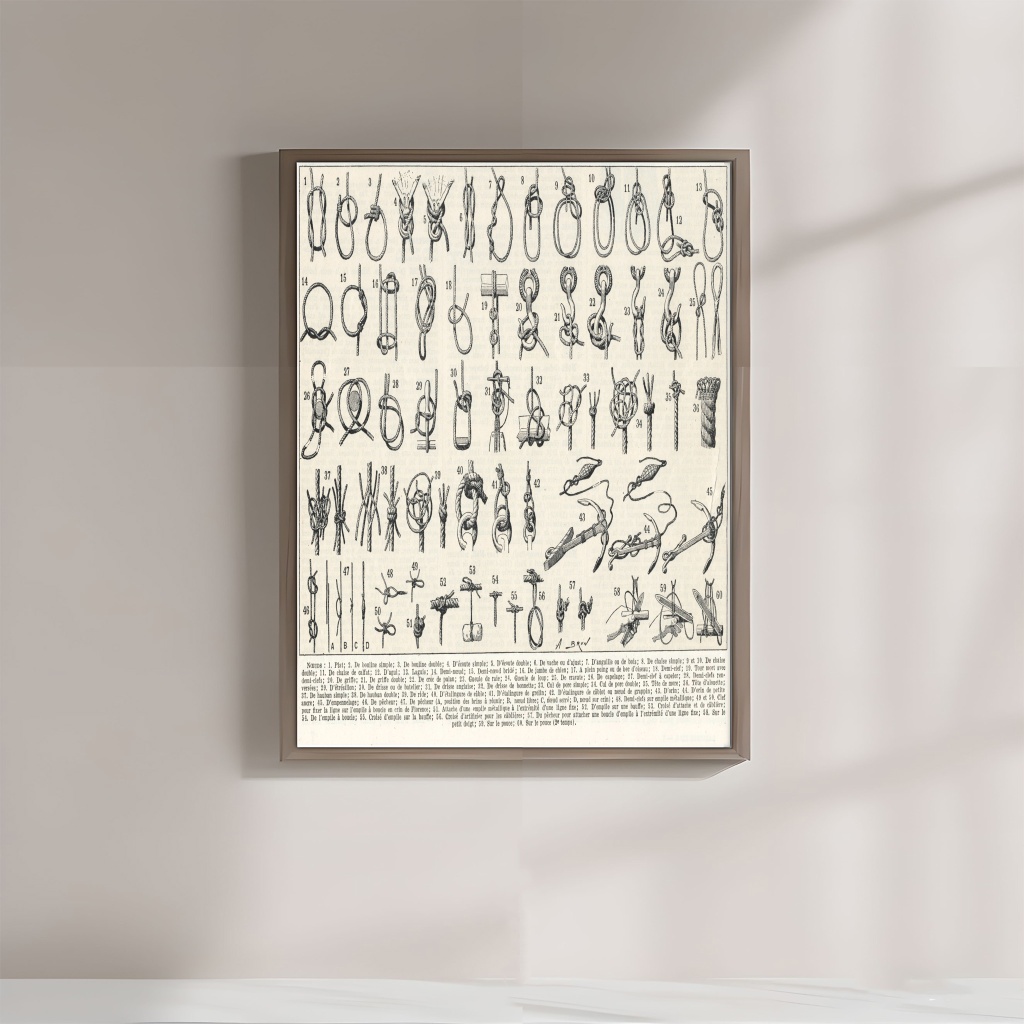 1 2 3 4 5 6 7 8 9 10 11 12 13
14 15 16 17 18 19 20 21 22 23 24 25
26 27 28 29 30 31 32 33 34 35 36
37 38 39 40 41 42 43 44 45
46 47 A B C D 48 49 50 51 52 53 54 55 56 57 58 59 60
A BRUN
NŒUDS : 1. Plat; 2. De bouline simple; 3. De bouline double; 4. D'écoute simple; 5. D'écoute double; 6. De vache ou d'ajust; 7. D'anguille ou de bois; 8. De chaise simple; 9 et 10. De chaise
double; 11. De chaise de calfat; 12. D'agui; 13. Laguis; 14. Demi-nœud; 15. Demi-nœud brisé; 16. De jambe de chien; 17. A plein poing ou de bec d'oiseau; 18. Demi-clef; 19. Tour mort avec
demi-clefs; 20. De griffe; 21. De griffe double; 22. De croc de palan; 23. Gueule de raie; 24. Gueule de loup; 25. De cravate; 26. De capelage; 27. Demi-clef à capeler; 28. Demi-clefs ren-
versées; 29. D'étrésillon; 30. De drisse ou de batelier; 31. De drisse anglaise; 32. De drisse de bonnette; 33. Cul de porc simple; 34. Cul de porc double; 35. Tête de more; 36. Tête d'alouette;
37. De hauban simple; 38. De hauban double; 39. De ride; 40. D'étalingure de câble; 41. D'étalingure de grelin; 42. D'étalingure de câblot ou nœud de grappin; 43. D'orin; 44. D'orin de petite
ancre; 45. D'empennelage; 46. De pêcheur; 47. De pêcheur (A, position des brins à réunir; B, nœud libre; C, nœud serré; D, nœud sur crin); 48. Demi-clefs sur empile métallique; 49 et 50. Clef
pour fixer la ligne sur l'empile à boucle en crin de Florence; 51. Attache d'une empile métallique à l'extrémité d'une ligne fine; 52. D'empile sur une bauffe; 53. Croisé d'attache et de câblière;
54. De l'empile à boucle; 55. Croisé d'empile sur la bauffe; 56. Croisé d'artifcier pour les câblières; 57. Du pêcheur pour attacher une boucle d'empile à l'extrémité d'une ligne fine; 58. Sur le
petit doigt; 59. Sur le pouce; 60. Sur le pouce (2e temps).